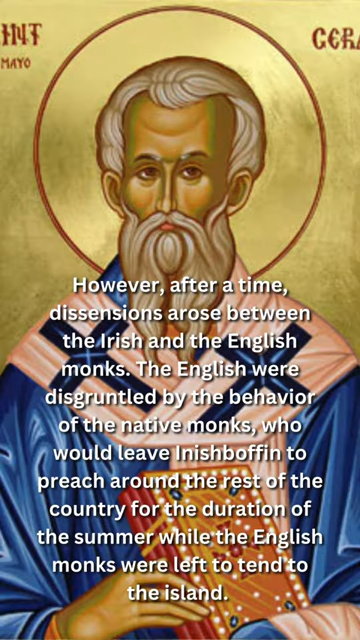 INT
MAYO
GERA
However, after a time,
dissensions arose between
the Irish and the English
monks. The English were
disgruntled by the behavior
of the native monks, who
would leave Inishboffin to
preach around the rest of the
country for the duration of
the summer while the English
monks were left to tend to
the island.